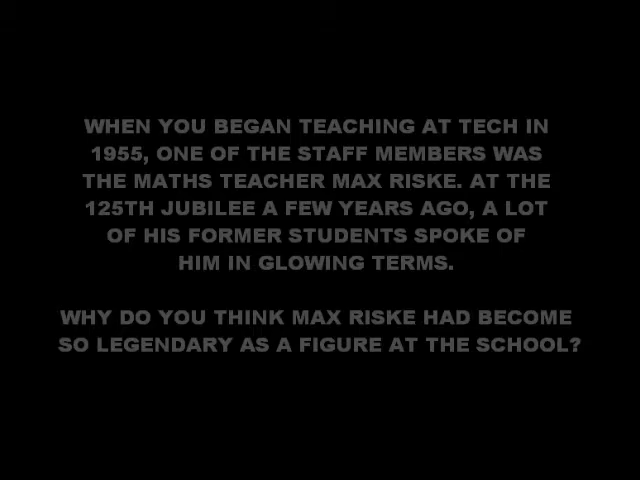 WHEN YOU BEGAN TEACHING AT TECH IN
1955, ONE OF THE STAFF MEMBERS WAS
THE MATHS TEACHER MAX RISKE. AT THE
125TH JUBILEE A FEW YEARS AGO, A LOT
OF HIS FORMER STUDENTS SPOKE OF
HIM IN GLOWING TERMS.
WHY DO YOU THINK MAX RISKE HAD BECOME
SO LEGENDARY AS A FIGURE AT THE SCHOOL?